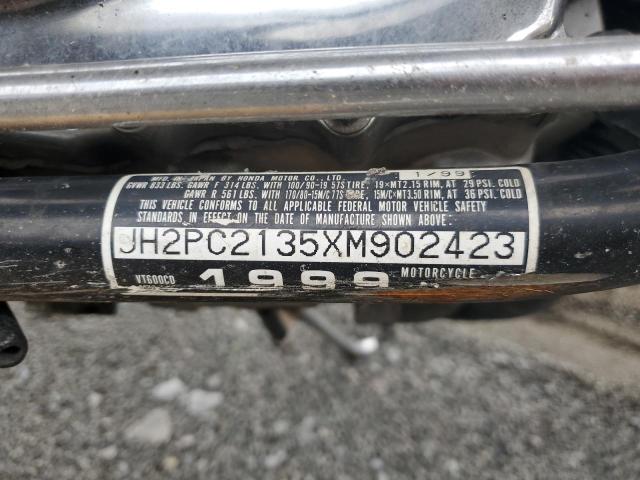 MFG. IN JAPAN BY HONDA MOTOR CO., LTD. 1/99
GVWR 833 LBS. GAWR F 314 LBS. WITH 100/90-19 57S TIRE, 19×MT2.15 RIM, AT 29 PSI. COLD
GAWR R 561 LBS. WITH 170/80-15M/C 77S TIRE, 15M/C×MT3.50 RIM, AT 36 PSI. COLD
THIS VEHICLE CONFORMS TO ALL APPLICABLE FEDERAL MOTOR VEHICLE SAFETY
STANDARDS IN EFFECT ON THE DATE OF MANUFACTURE SHOWN ABOVE:
JH2PC2135XM902423
VT600CD 1999 MOTORCYCLE